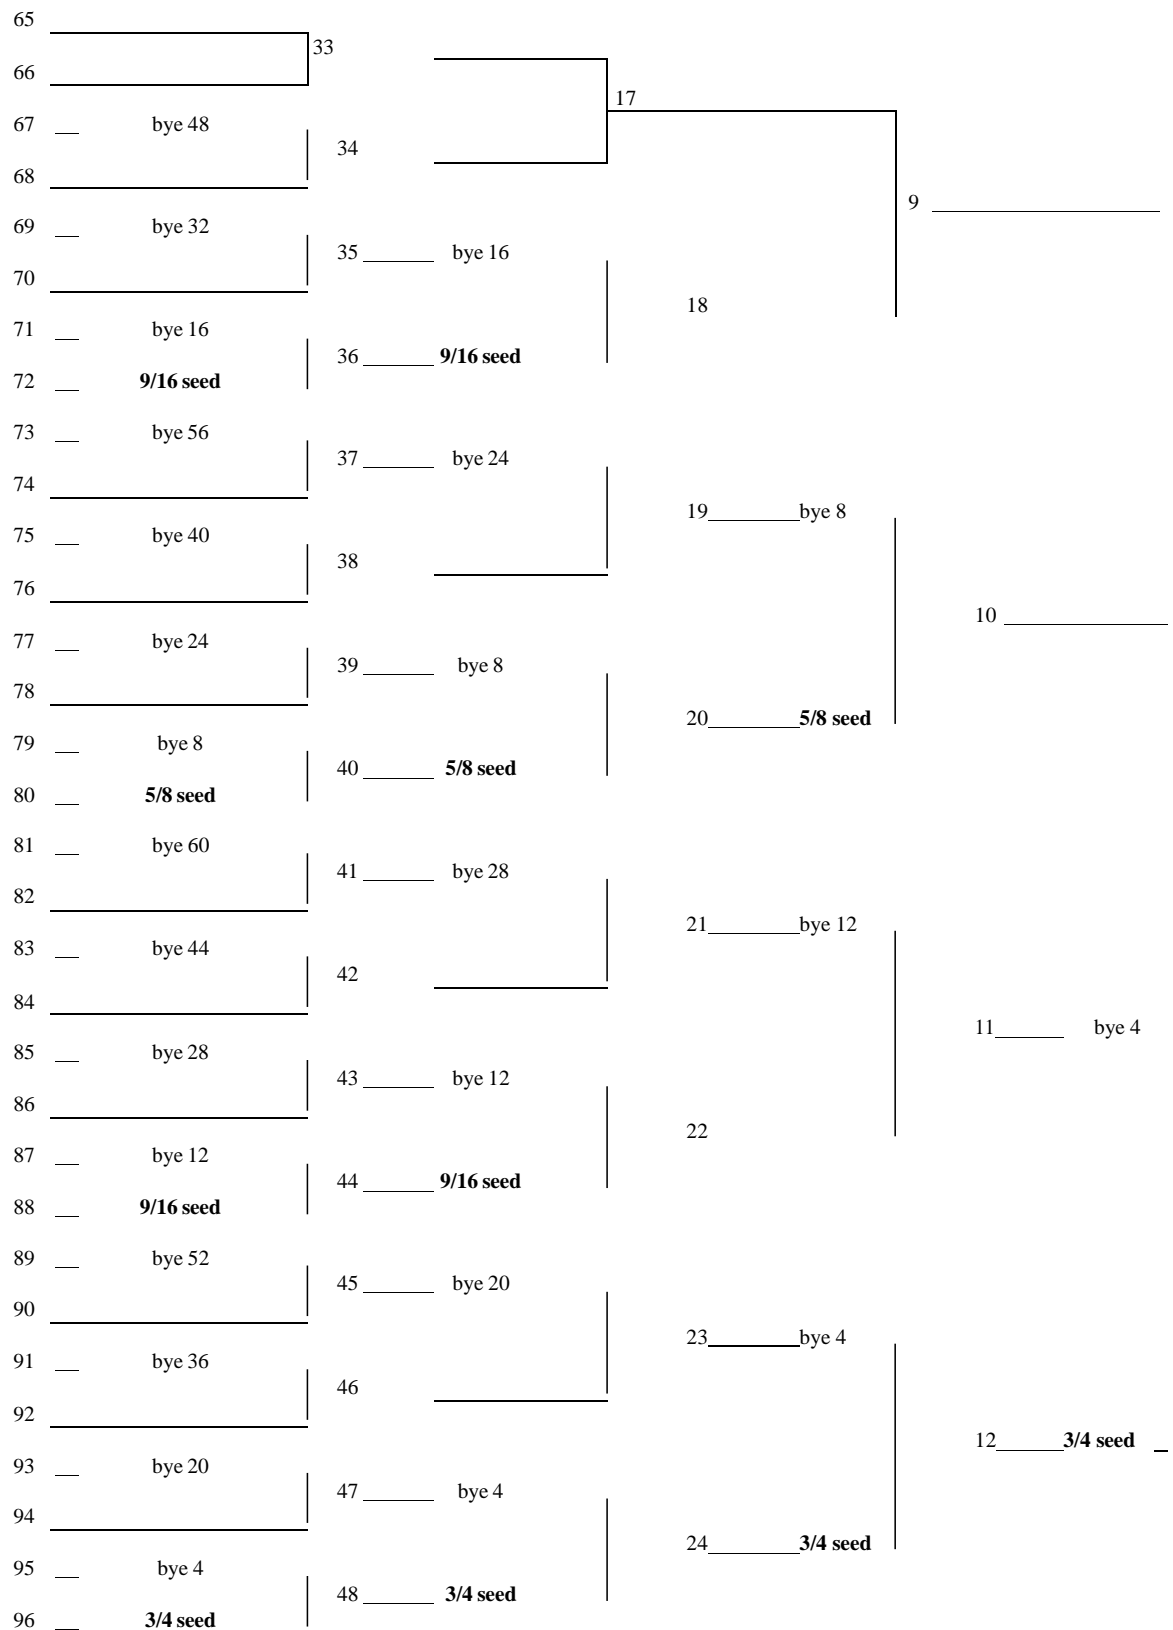 65
33
66
17
67 bye 48
34
68
9
69 bye 32
35 bye 16
70
18
71 bye 16
36 9/16 seed
72 9/16 seed
73 bye 56
37 bye 24
74
19 bye 8
75 bye 40
38
76
10
77 bye 24
39 bye 8
78
20 5/8 seed
79 bye 8
40 5/8 seed
80 5/8 seed
81 bye 60
41 bye 28
82
21 bye 12
83 bye 44
42
84
11 bye 4
85 bye 28
43 bye 12
86
22
87 bye 12
44 9/16 seed
88 9/16 seed
89 bye 52
45 bye 20
90
23 bye 4
91 bye 36
46
92
12 3/4 seed
93 bye 20
47 bye 4
94
24 3/4 seed
95 bye 4
48 3/4 seed
96 3/4 seed